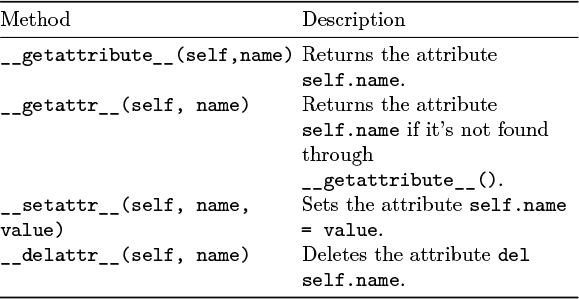 Method Description
__getattribute__(self,name) Returns the attribute
self.name.
__getattr__(self, name) Returns the attribute
self.name if it's not found
through
__getattribute__().
__setattr__(self, name, Sets the attribute self.name
value) = value.
__delattr__(self, name) Deletes the attribute del
self.name.